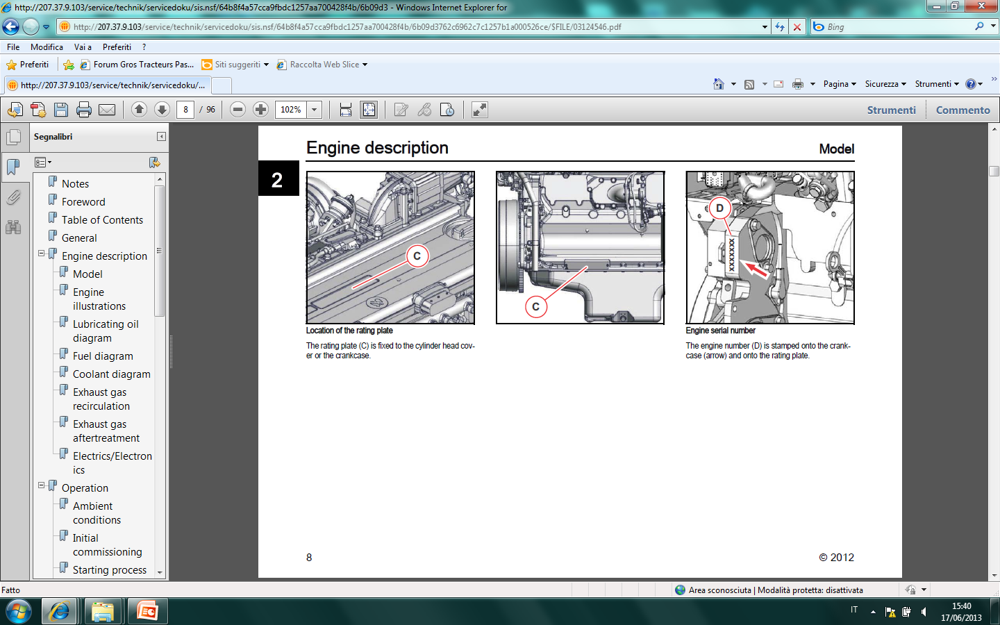 http://207.37.9.103/service/technik/servicedoku/sis.nsf/64b8f4a57cca9fbdc1257aa700428f4b/6b09d3 - Windows Internet Explorer for
http://207.37.9.103/service/technik/servicedoku/sis.nsf/64b8f4a57cca9fbdc1257aa700428f4b/6b09d3762c6962c7c1257b1a000526ce/$FILE/03124546.pdf
Bing
File Modifica Vai a Preferiti ?
Preferiti Forum Gros Tracteurs Pas... Siti suggeriti Raccolta Web Slice
http://207.37.9.103/service/technik/servicedoku/...
Pagina Sicurezza Strumenti
8 / 96 102% Strumenti Commento
Segnalibri
Notes
Foreword
Table of Contents
General
Engine description
Model
Engine
illustrations
Lubricating oil
diagram
Fuel diagram
Coolant diagram
Exhaust gas
recirculation
Exhaust gas
aftertreatment
Electrics/Electron
ics
Operation
Ambient
conditions
Initial
commissioning
Starting process
Engine description Model
2
C
C
D
XXXXXXX
Location of the rating plate
The rating plate (C) is fixed to the cylinder head cov-
er or the crankcase.
Engine serial number
The engine number (D) is stamped onto the crank-
case (arrow) and onto the rating plate.
8 © 2012
Fatto Area sconosciuta | Modalità protetta: disattivata
IT 15:40
17/06/2013